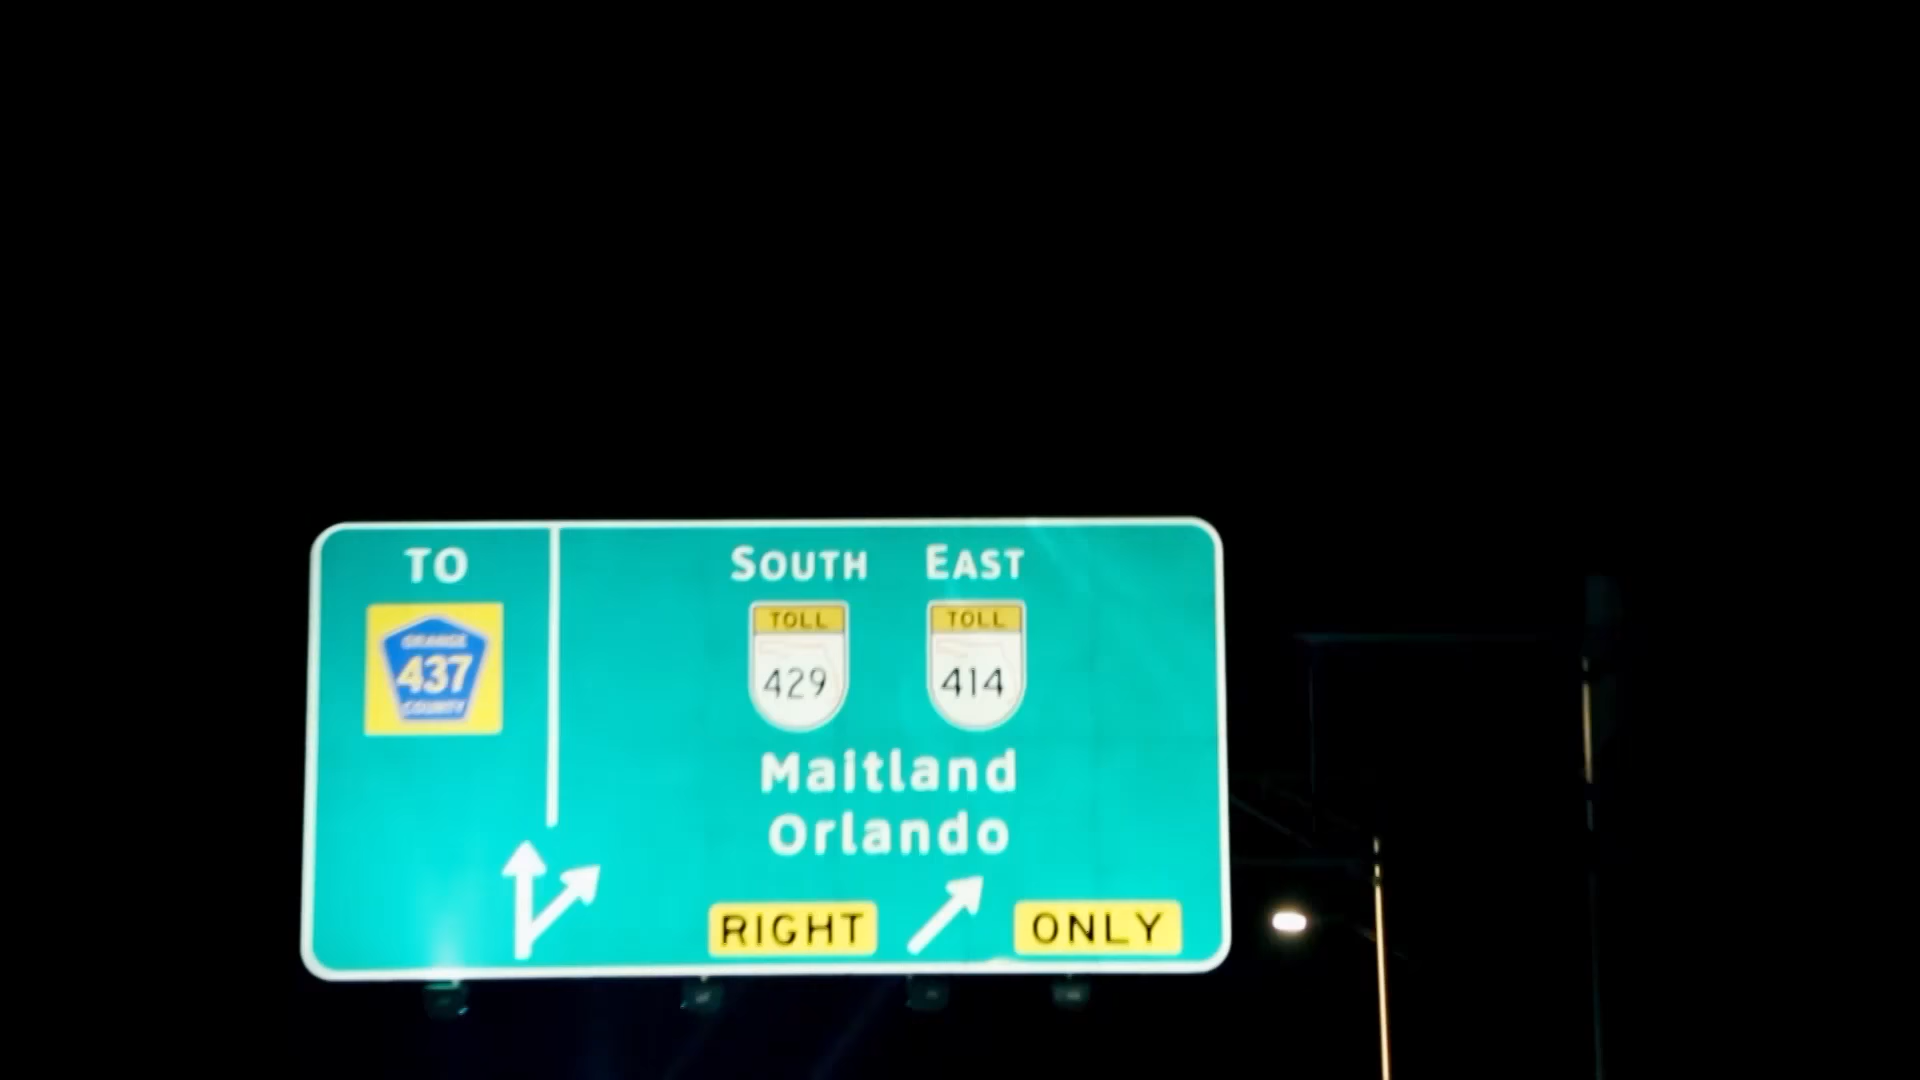 TO
ORANGE
437
COUNTY
SOUTH EAST
TOLL TOLL
429 414
Maitland
Orlando
RIGHT ONLY